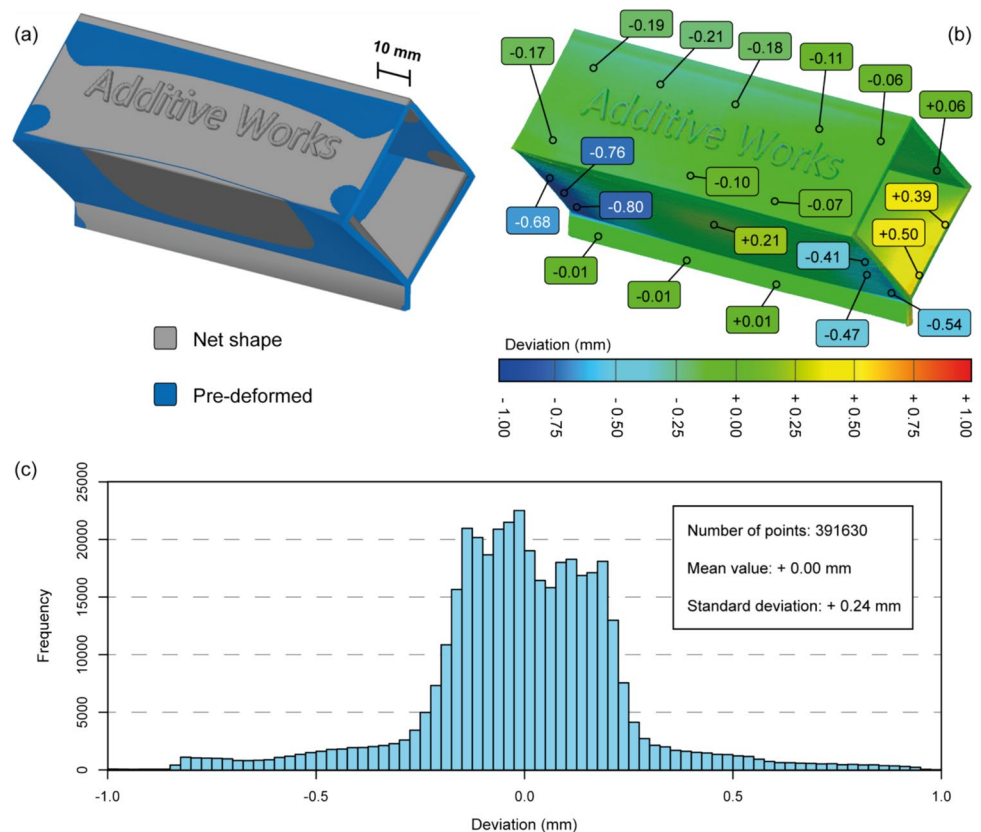 (a)
10 mm
Additive Works
Net shape
Pre-deformed
(b)
-0.19
-0.21
-0.18
-0.11
-0.06
+0.06
-0.17
Additive Works
-0.76
-0.10
-0.07
+0.39
-0.68
-0.80
+0.21
+0.50
-0.41
-0.01
-0.01
+0.01
-0.47
-0.54
Deviation (mm)
- 1.00
- 0.75
- 0.50
- 0.25
+ 0.00
+ 0.25
+ 0.50
+ 0.75
+ 1.00
(c)
Frequency
25000
20000
15000
10000
5000
0
Number of points: 391630
Mean value: + 0.00 mm
Standard deviation: + 0.24 mm
-1.0
-0.5
0.0
0.5
1.0
Deviation (mm)